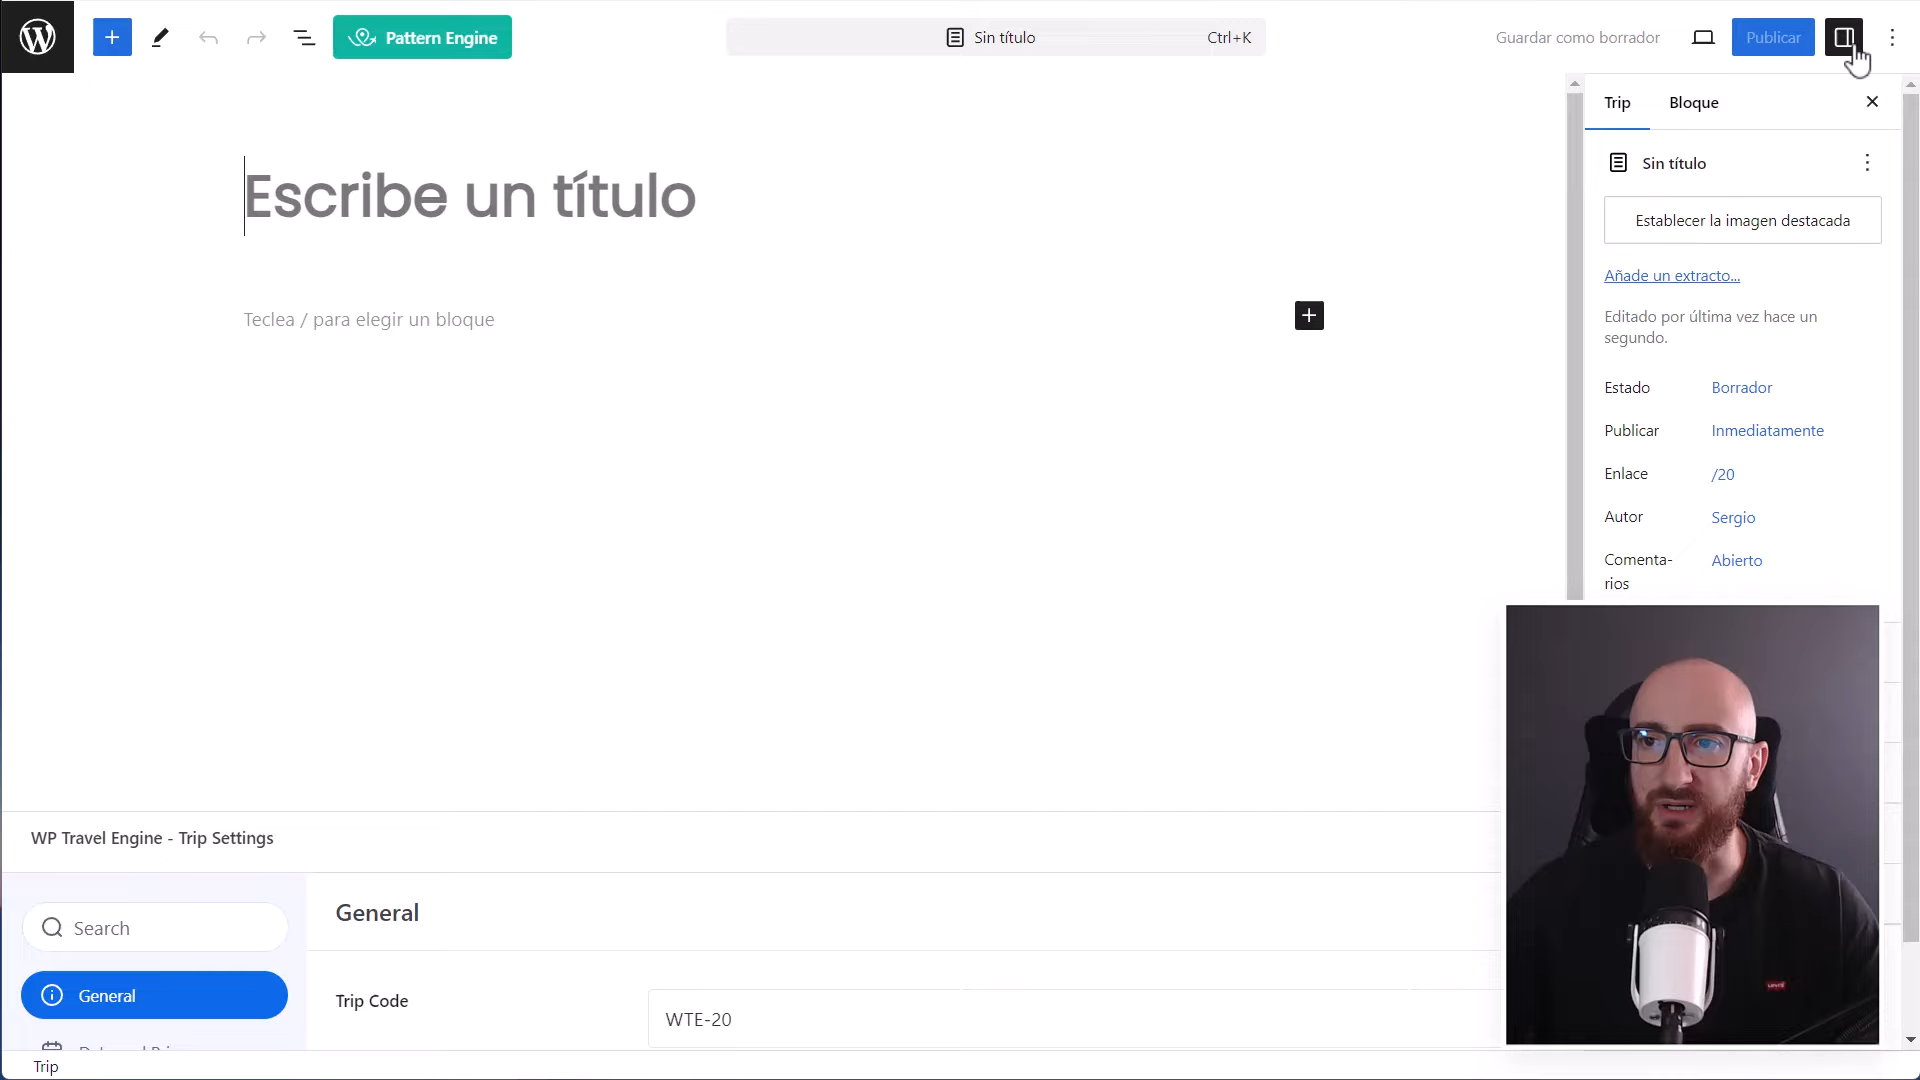 Pattern Engine
Sin título
Ctrl+K
Guardar como borrador
Publicar
Trip
Bloque
Escribe un título
Sin título
Establecer la imagen destacada
Añade un extracto...
Teclea / para elegir un bloque
Editado por última vez hace un
segundo.
Estado
Borrador
Publicar
Inmediatamente
Enlace
/20
Autor
Sergio
Comenta-
rios
Abierto
WP Travel Engine - Trip Settings
Search
General
General
Trip Code
WTE-20
Trip